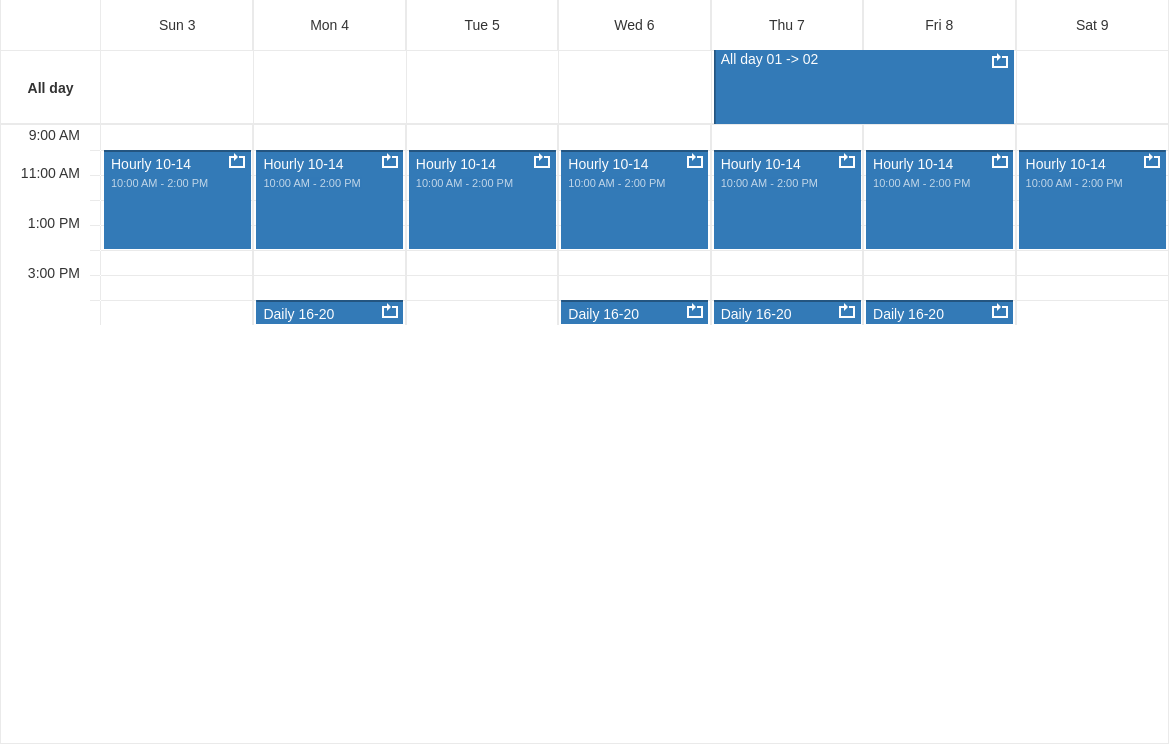 Sun 3 Mon 4 Tue 5 Wed 6 Thu 7 Fri 8 Sat 9
All day
All day 01 -> 02
9:00 AM
Hourly 10-14 Hourly 10-14 Hourly 10-14 Hourly 10-14 Hourly 10-14 Hourly 10-14 Hourly 10-14
11:00 AM
10:00 AM - 2:00 PM 10:00 AM - 2:00 PM 10:00 AM - 2:00 PM 10:00 AM - 2:00 PM 10:00 AM - 2:00 PM 10:00 AM - 2:00 PM 10:00 AM - 2:00 PM
1:00 PM
3:00 PM
Daily 16-20 Daily 16-20 Daily 16-20 Daily 16-20